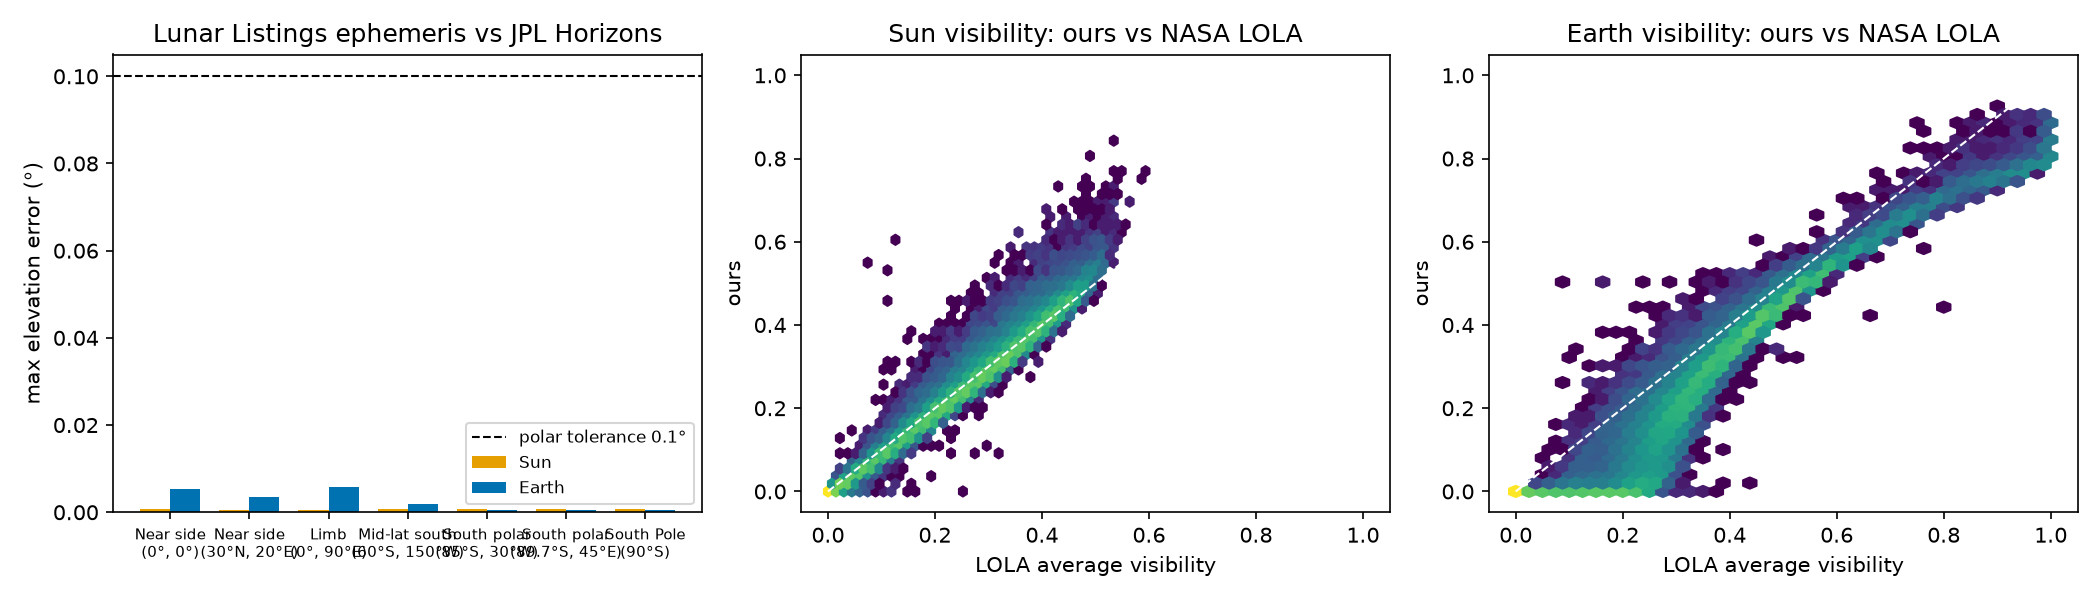 Lunar Listings ephemeris vs JPL Horizons
max elevation error (°)
0.10
0.08
0.06
0.04
0.02
0.00
polar tolerance 0.1°
Sun
Earth
Near side
(0°, 0°)
Near side
(30°N, 20°E)
Limb
(0°, 90°E)
Mid-lat south
(60°S, 150°W)
South polar
(85°S, 30°W)
South polar
(89.7°S, 45°E)
South Pole
(90°S)
Sun visibility: ours vs NASA LOLA
ours
1.0
0.8
0.6
0.4
0.2
0.0
0.0 0.2 0.4 0.6 0.8 1.0
LOLA average visibility
Earth visibility: ours vs NASA LOLA
ours
1.0
0.8
0.6
0.4
0.2
0.0
0.0 0.2 0.4 0.6 0.8 1.0
LOLA average visibility